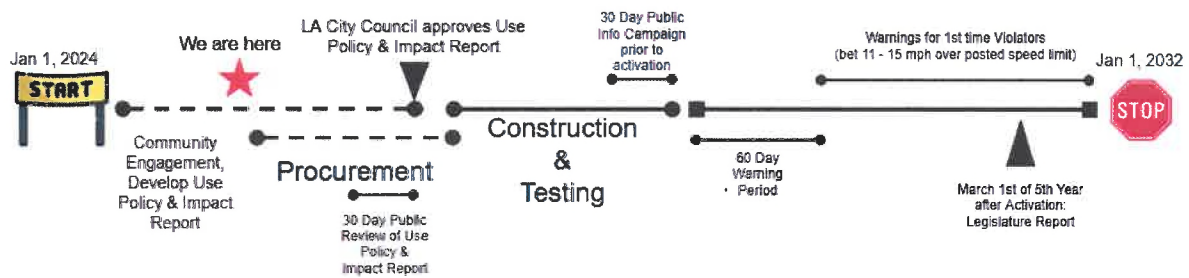 Jan 1, 2024
START
We are here
LA City Council approves Use
Policy & Impact Report
30 Day Public
Info Campaign
prior to
activation
Warnings for 1st time Violators
(bet 11 - 15 mph over posted speed limit)
Jan 1, 2032
STOP
Community
Engagement,
Develop Use
Policy & Impact
Report
Procurement
30 Day Public
Review of Use
Policy &
Impact Report
Construction
&
Testing
60 Day
Warning
Period
March 1st of 5th Year
after Activation:
Legislature Report